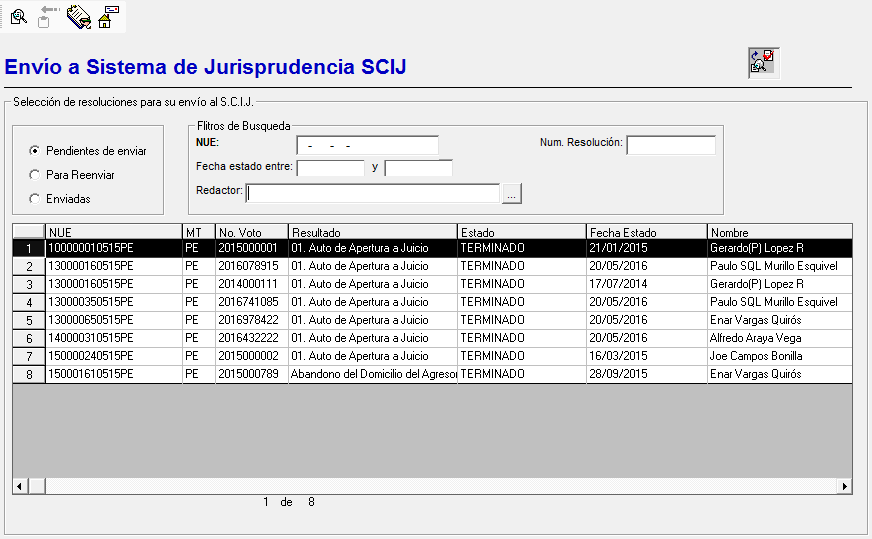 Envío a Sistema de Jurisprudencia SCIJ
Selección de resoluciones para su envío al S.C.I.J.
Pendientes de enviar
Para Reenviar
Enviadas
Flitros de Busqueda
NUE: - - - Num. Resolución:
Fecha estado entre: y
Redactor: ...
NUE MT No. Voto Resultado Estado Fecha Estado Nombre
1 100000010515PE PE 2015000001 01. Auto de Apertura a Juicio TERMINADO 21/01/2015 Gerardo(P) Lopez R
2 130000160515PE PE 2016078915 01. Auto de Apertura a Juicio TERMINADO 20/05/2016 Paulo SQL Murillo Esquivel
3 130000160515PE PE 2014000111 01. Auto de Apertura a Juicio TERMINADO 17/07/2014 Gerardo(P) Lopez R
4 130000350515PE PE 2016741085 01. Auto de Apertura a Juicio TERMINADO 20/05/2016 Paulo SQL Murillo Esquivel
5 130000650515PE PE 2016978422 01. Auto de Apertura a Juicio TERMINADO 20/05/2016 Enar Vargas Quirós
6 140000310515PE PE 2016432222 01. Auto de Apertura a Juicio TERMINADO 20/05/2016 Alfredo Araya Vega
7 150000240515PE PE 2015000002 01. Auto de Apertura a Juicio TERMINADO 16/03/2015 Joe Campos Bonilla
8 150001610515PE PE 2015000789 Abandono del Domicilio del Agresor TERMINADO 28/09/2015 Enar Vargas Quirós
1 de 8